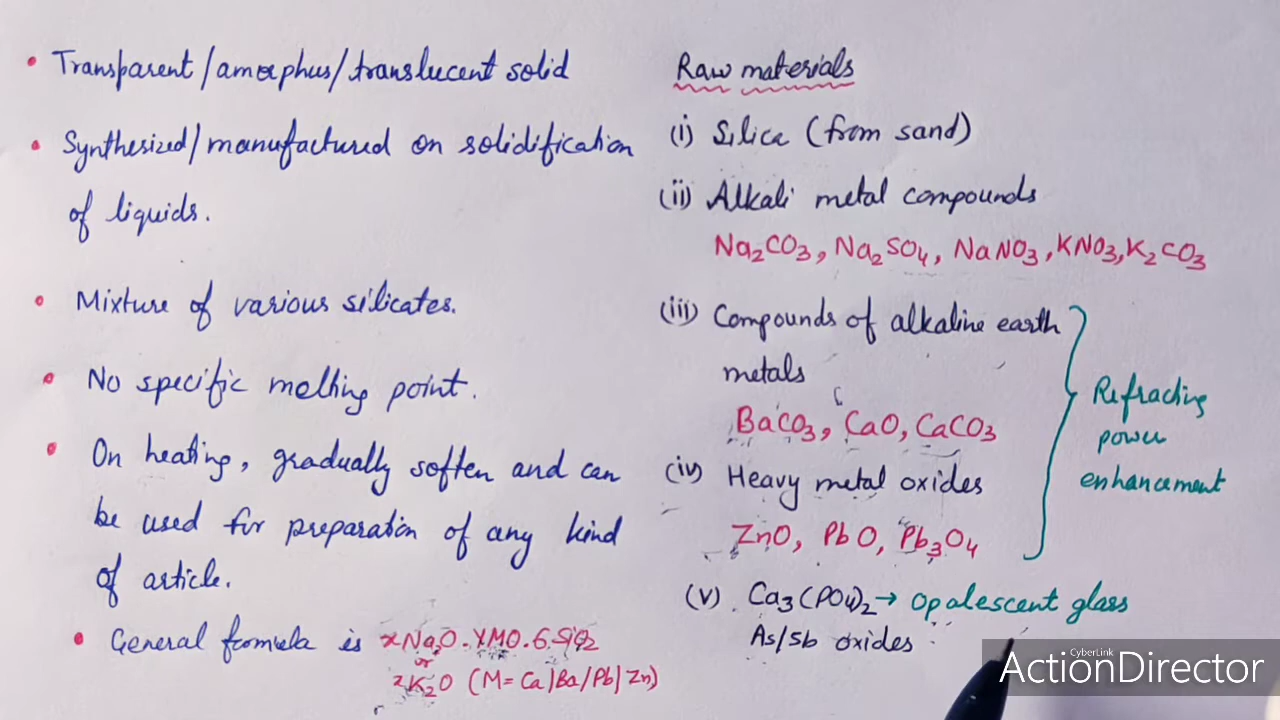 • Transparent/amorphus/translucent solid
• Synthesized/manufactured on solidification
of liquids.
• Mixture of various silicates.
• No specific melting point.
• On heating, gradually soften and can
be used for preparation of any kind
of article.
• General formula is xNa2O.YMO.6SiO2
or
xK2O (M=Ca/Ba/Pb/Zn)
Raw materials
(i) Silica (from sand)
(ii) Alkali metal compounds
Na2CO3, Na2SO4, NaNO3, KNO3, K2CO3
(iii) Compounds of alkaline earth
metals
BaCO3, CaO, CaCO3
(iv) Heavy metal oxides
ZnO, PbO, Pb3O4
Refracting
power
enhancement
(v) Ca3(PO4)2 → opalescent glass
As/Sb oxides
CyberLink
ActionDirector